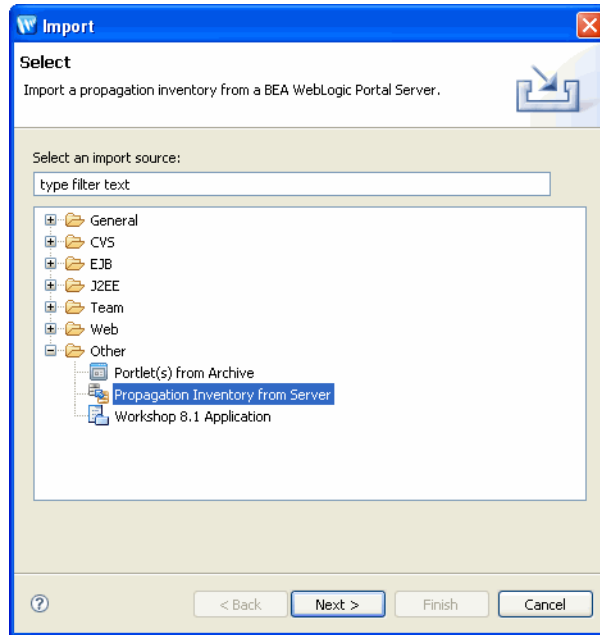 Import
Select
Import a propagation inventory from a BEA WebLogic Portal Server.
Select an import source:
type filter text
General
CVS
EJB
J2EE
Team
Web
Other
Portlet(s) from Archive
Propagation Inventory from Server
Workshop 8.1 Application
< Back Next > Finish Cancel